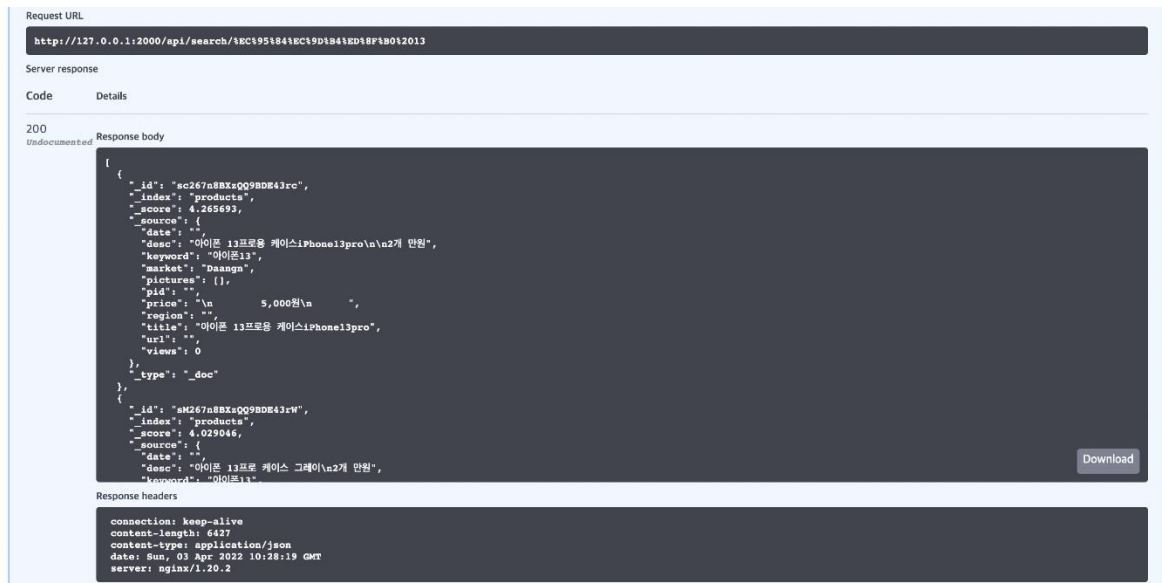 Request URL
http://127.0.0.1:2000/api/search/%EC%95%84%EC%9D%B4%ED%8F%B0%2013
Server response
Code Details
200
Undocumented
Response body
[
  {
    "_id": "sc267n8BXzQQ9BDE43rc",
    "_index": "products",
    "_score": 4.265693,
    "_source": {
      "date": "",
      "desc": "아이폰 13프로용 케이스iPhone13pro\n\n2개 만원",
      "keyword": "아이폰13",
      "market": "Daangn",
      "pictures": [],
      "pid": "",
      "price": "\n        5,000원\n      ",
      "region": "",
      "title": "아이폰 13프로용 케이스iPhone13pro",
      "url": "",
      "views": 0
    },
    "_type": "_doc"
  },
  {
    "_id": "sM267n8BXzQQ9BDE43rW",
    "_index": "products",
    "_score": 4.029046,
    "_source": {
      "date": "",
      "desc": "아이폰 13프로 케이스 그레이\n2개 만원",
      "keyword": "아이폰13",
Download
Response headers
connection: keep-alive
content-length: 6427
content-type: application/json
date: Sun, 03 Apr 2022 10:28:19 GMT
server: nginx/1.20.2